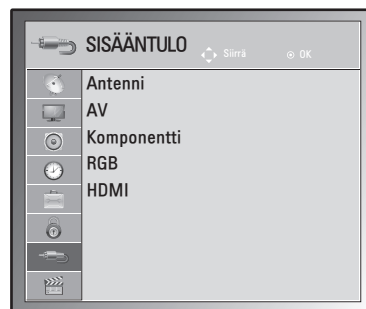 SISÄÄNTULO
Siirrä OK
Antenni
AV
Komponentti
RGB
HDMI